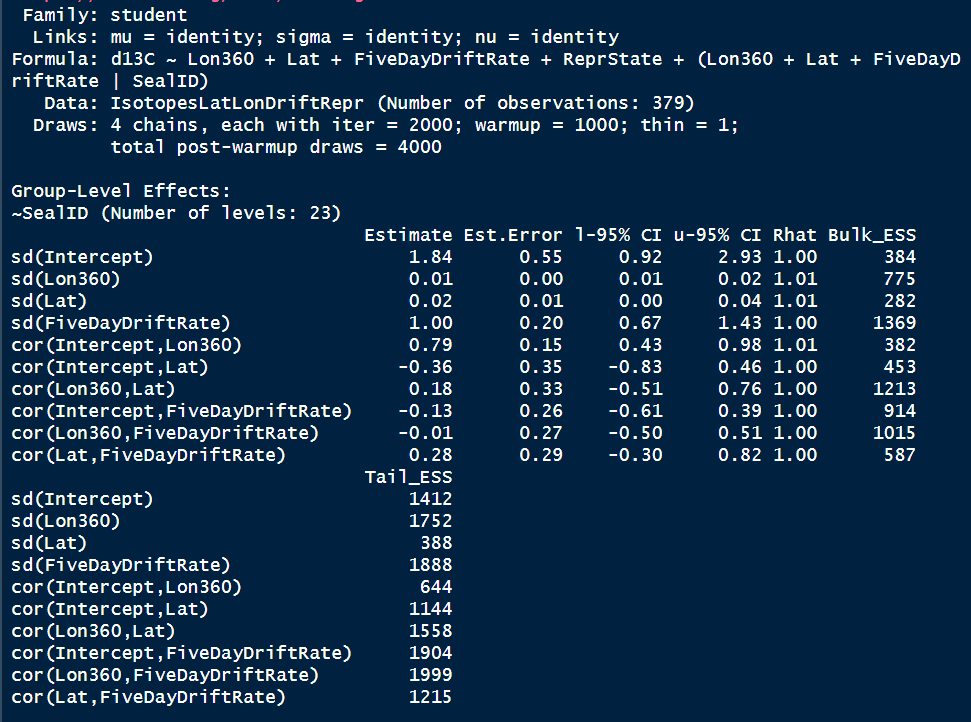 Family: student
  Links: mu = identity; sigma = identity; nu = identity
Formula: d13C ~ Lon360 + Lat + FiveDayDriftRate + ReprState + (Lon360 + Lat + FiveDayD
riftRate | SealID)
   Data: IsotopesLatLonDriftRepr (Number of observations: 379)
  Draws: 4 chains, each with iter = 2000; warmup = 1000; thin = 1;
         total post-warmup draws = 4000

Group-Level Effects:
~SealID (Number of levels: 23)
                                Estimate Est.Error l-95% CI u-95% CI Rhat Bulk_ESS
sd(Intercept)                       1.84      0.55     0.92     2.93 1.00      384
sd(Lon360)                          0.01      0.00     0.01     0.02 1.01      775
sd(Lat)                             0.02      0.01     0.00     0.04 1.01      282
sd(FiveDayDriftRate)                1.00      0.20     0.67     1.43 1.00     1369
cor(Intercept,Lon360)               0.79      0.15     0.43     0.98 1.01      382
cor(Intercept,Lat)                 -0.36      0.35    -0.83     0.46 1.00      453
cor(Lon360,Lat)                     0.18      0.33    -0.51     0.76 1.00     1213
cor(Intercept,FiveDayDriftRate)    -0.13      0.26    -0.61     0.39 1.00      914
cor(Lon360,FiveDayDriftRate)       -0.01      0.27    -0.50     0.51 1.00     1015
cor(Lat,FiveDayDriftRate)           0.28      0.29    -0.30     0.82 1.00      587
                                Tail_ESS
sd(Intercept)                       1412
sd(Lon360)                          1752
sd(Lat)                              388
sd(FiveDayDriftRate)                1888
cor(Intercept,Lon360)                644
cor(Intercept,Lat)                  1144
cor(Lon360,Lat)                     1558
cor(Intercept,FiveDayDriftRate)     1904
cor(Lon360,FiveDayDriftRate)        1999
cor(Lat,FiveDayDriftRate)           1215